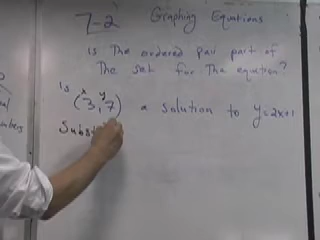 7-2 Graphing Equations
is The ordered pair part of
The set for The equation?
Is
x y
(3,7) a solution to y=2x+1
Subst